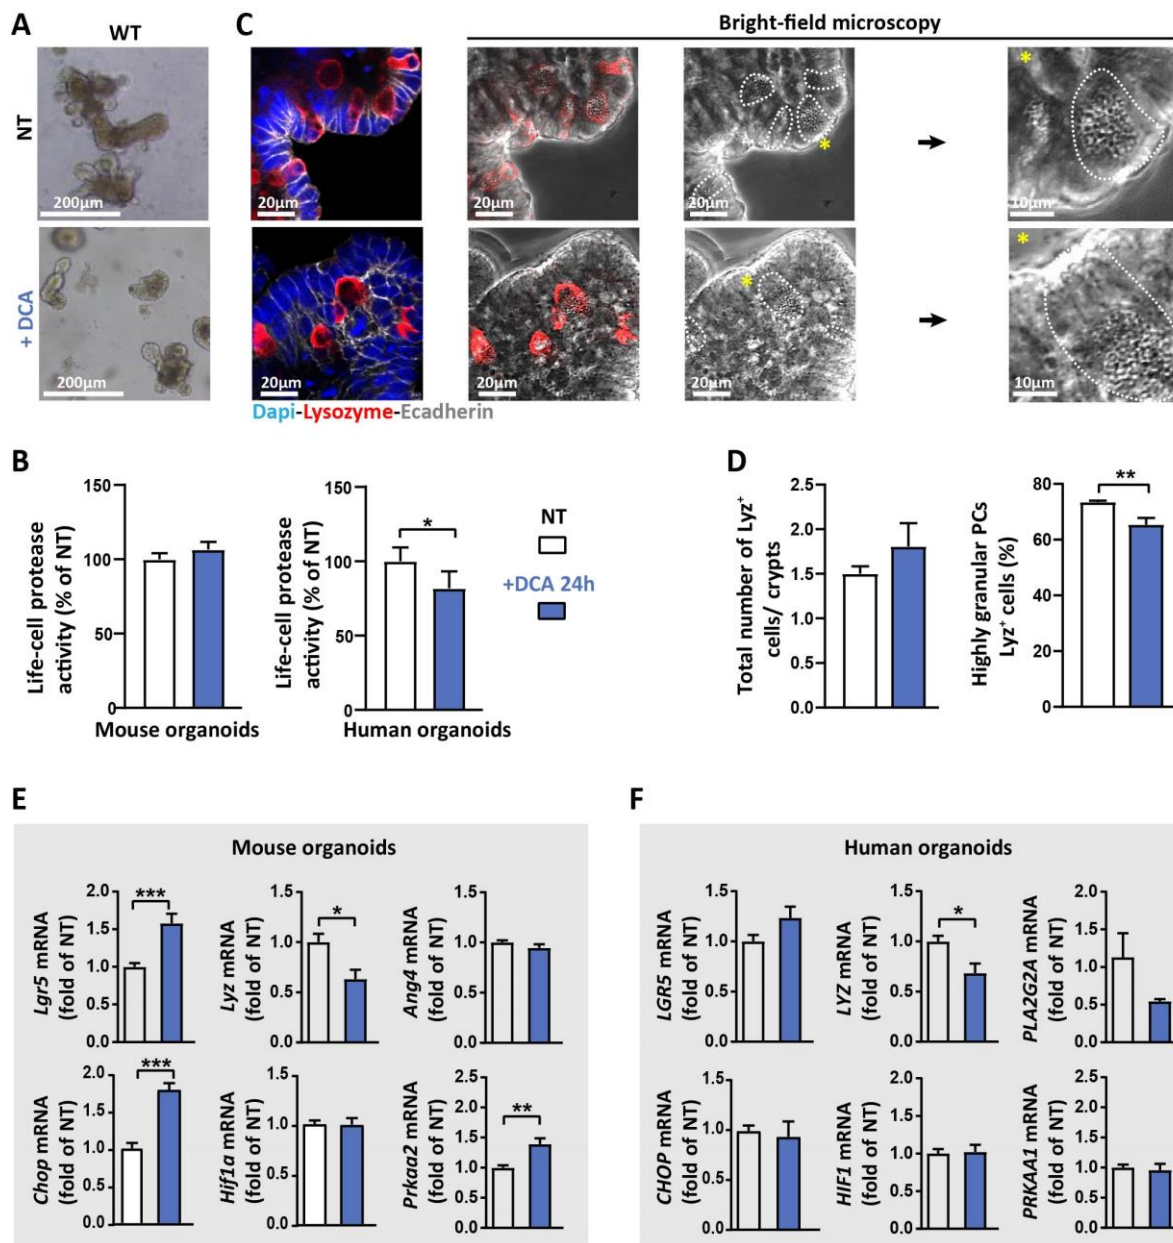 A
WT
C
Bright-field microscopy
NT
200μm
20μm
20μm
20μm
*
*
10μm
+ DCA
200μm
20μm
20μm
*
20μm
*
10μm
Dapi-Lysozyme-Ecadherin
B
Life-cell protease
activity (% of NT)
150
100
50
0
Mouse organoids
Life-cell protease
activity (% of NT)
150
100
50
0
*
Human organoids
NT
+DCA 24h
D
Total number of Lyz+
cells/ crypts
2.5
2.0
1.5
1.0
0.5
0.0
Highly granular PCs
Lyz+ cells (%)
80
60
40
20
0
**
E
Mouse organoids
Lgr5 mRNA
(fold of NT)
2.0
1.5
1.0
0.5
0.0
***
Lyz mRNA
(fold of NT)
1.5
1.0
0.5
0.0
*
Ang4 mRNA
(fold of NT)
1.5
1.0
0.5
0.0
Chop mRNA
(fold of NT)
2.0
1.5
1.0
0.5
0.0
***
Hif1a mRNA
(fold of NT)
1.5
1.0
0.5
0.0
Prkaa2 mRNA
(fold of NT)
2.5
2.0
1.5
1.0
0.5
0.0
**
F
Human organoids
LGR5 mRNA
(fold of NT)
1.5
1.0
0.5
0.0
LYZ mRNA
(fold of NT)
1.5
1.0
0.5
0.0
*
PLA2G2A mRNA
(fold of NT)
2.0
1.5
1.0
0.5
0.0
CHOP mRNA
(fold of NT)
1.5
1.0
0.5
0.0
HIF1 mRNA
(fold of NT)
2.0
1.5
1.0
0.5
0.0
PRKAA1 mRNA
(fold of NT)
2.0
1.5
1.0
0.5
0.0